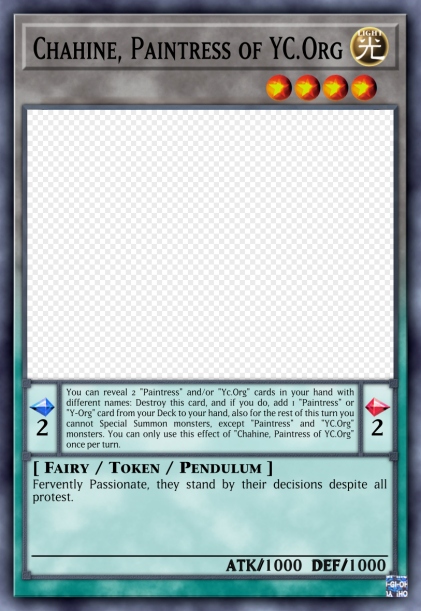 Chahine, Paintress of YC.Org
LIGHT
光
You can reveal 2 "Paintress" and/or "Yc.Org" cards in your hand with
different names: Destroy this card, and if you do, add 1 "Paintress" or
"Y-Org" card from your Deck to your hand, also for the rest of this turn you
cannot Special Summon monsters, except "Paintress" and "YC.Org"
monsters. You can only use this effect of "Chahine, Paintress of YC.Org"
once per turn.
2
2
[ Fairy / Token / Pendulum ]
Fervently Passionate, they stand by their decisions despite all
protest.
ATK/1000 DEF/1000